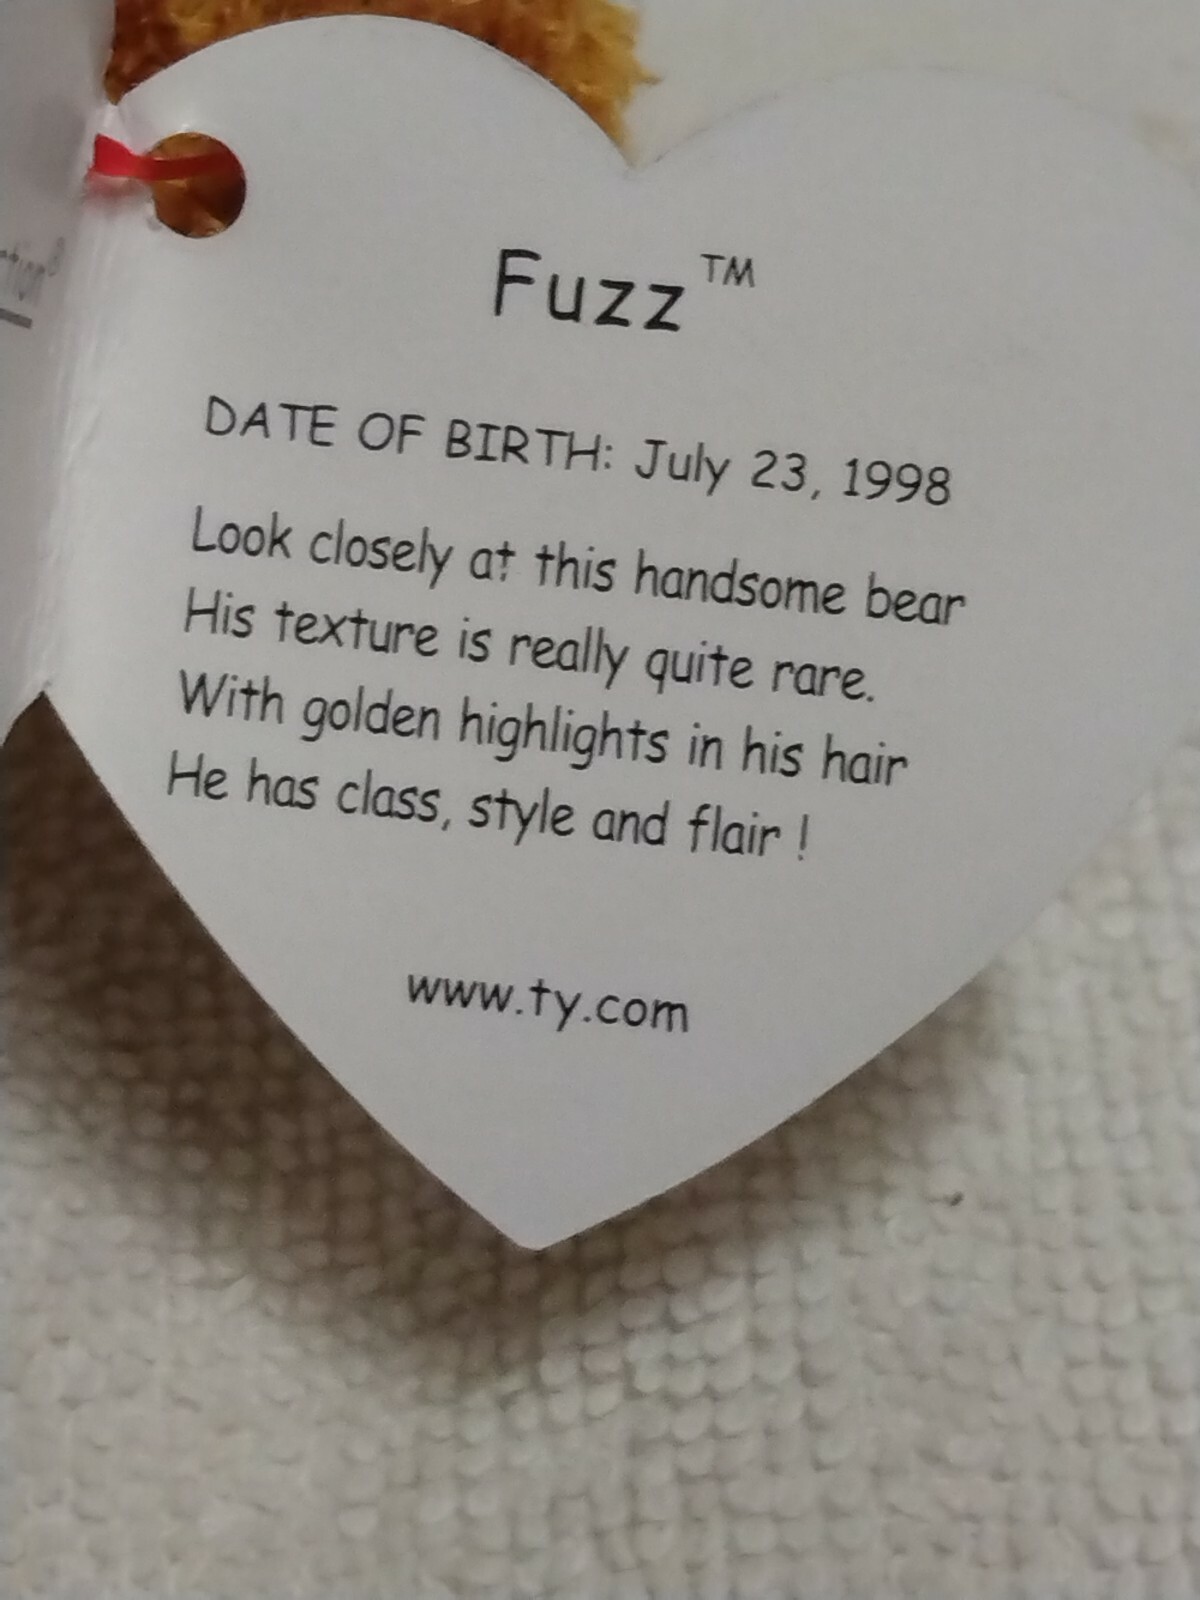 Fuzz™
DATE OF BIRTH: July 23, 1998
Look closely at this handsome bear
His texture is really quite rare.
With golden highlights in his hair
He has class, style and flair !
www.ty.com